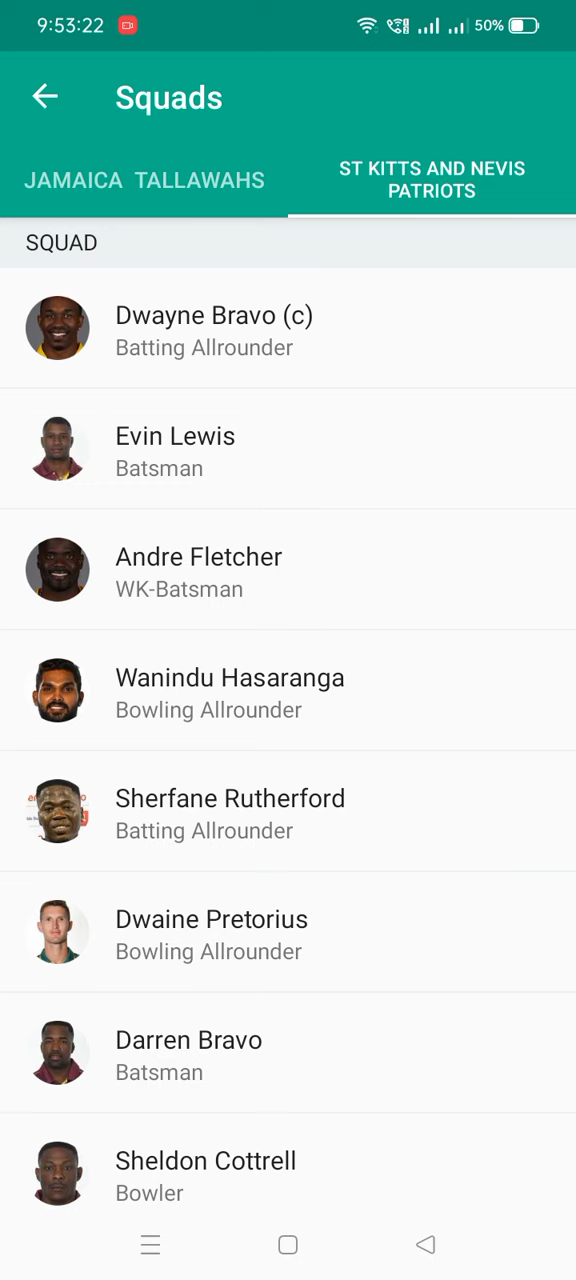 9:53:22
50%
Squads
JAMAICA TALLAWAHS
ST KITTS AND NEVIS
PATRIOTS
SQUAD
Dwayne Bravo (c)
Batting Allrounder
Evin Lewis
Batsman
Andre Fletcher
WK-Batsman
Wanindu Hasaranga
Bowling Allrounder
Sherfane Rutherford
Batting Allrounder
Dwaine Pretorius
Bowling Allrounder
Darren Bravo
Batsman
Sheldon Cottrell
Bowler